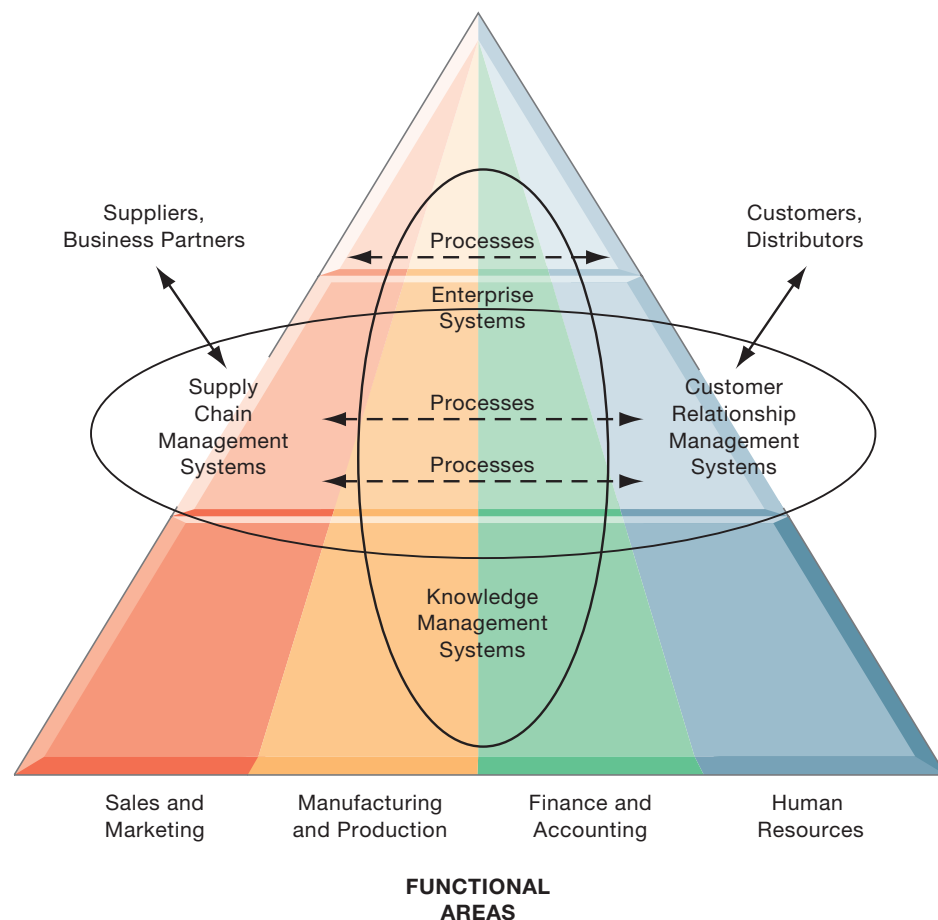 Suppliers,
Business Partners
Customers,
Distributors
Processes
Enterprise
Systems
Supply
Chain
Management
Systems
Processes
Processes
Customer
Relationship
Management
Systems
Knowledge
Management
Systems
Sales and
Marketing
Manufacturing
and Production
Finance and
Accounting
Human
Resources
FUNCTIONAL
AREAS